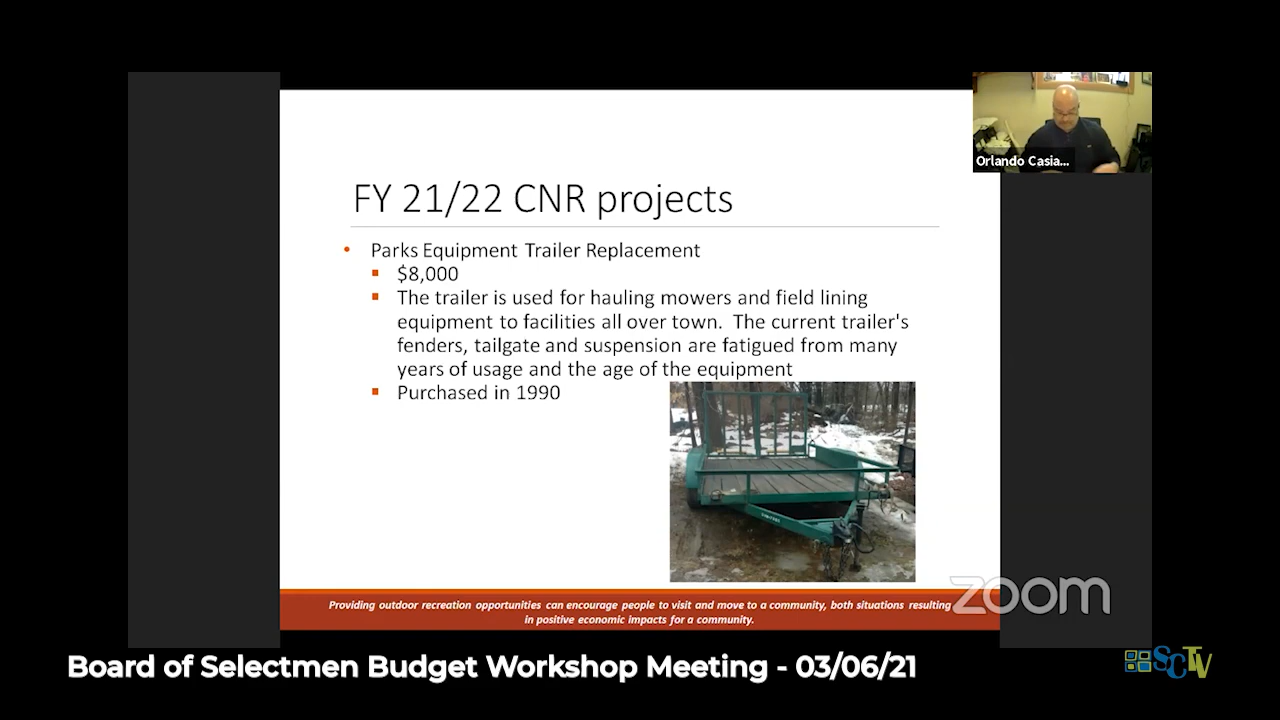 Orlando Casia...
FY 21/22 CNR projects
Parks Equipment Trailer Replacement
$8,000
The trailer is used for hauling mowers and field lining
equipment to facilities all over town.  The current trailer's
fenders, tailgate and suspension are fatigued from many
years of usage and the age of the equipment
Purchased in 1990
Providing outdoor recreation opportunities can encourage people to visit and move to a community, both situations resulting
in positive economic impacts for a community.
zoom
Board of Selectmen Budget Workshop Meeting - 03/06/21
SCTV